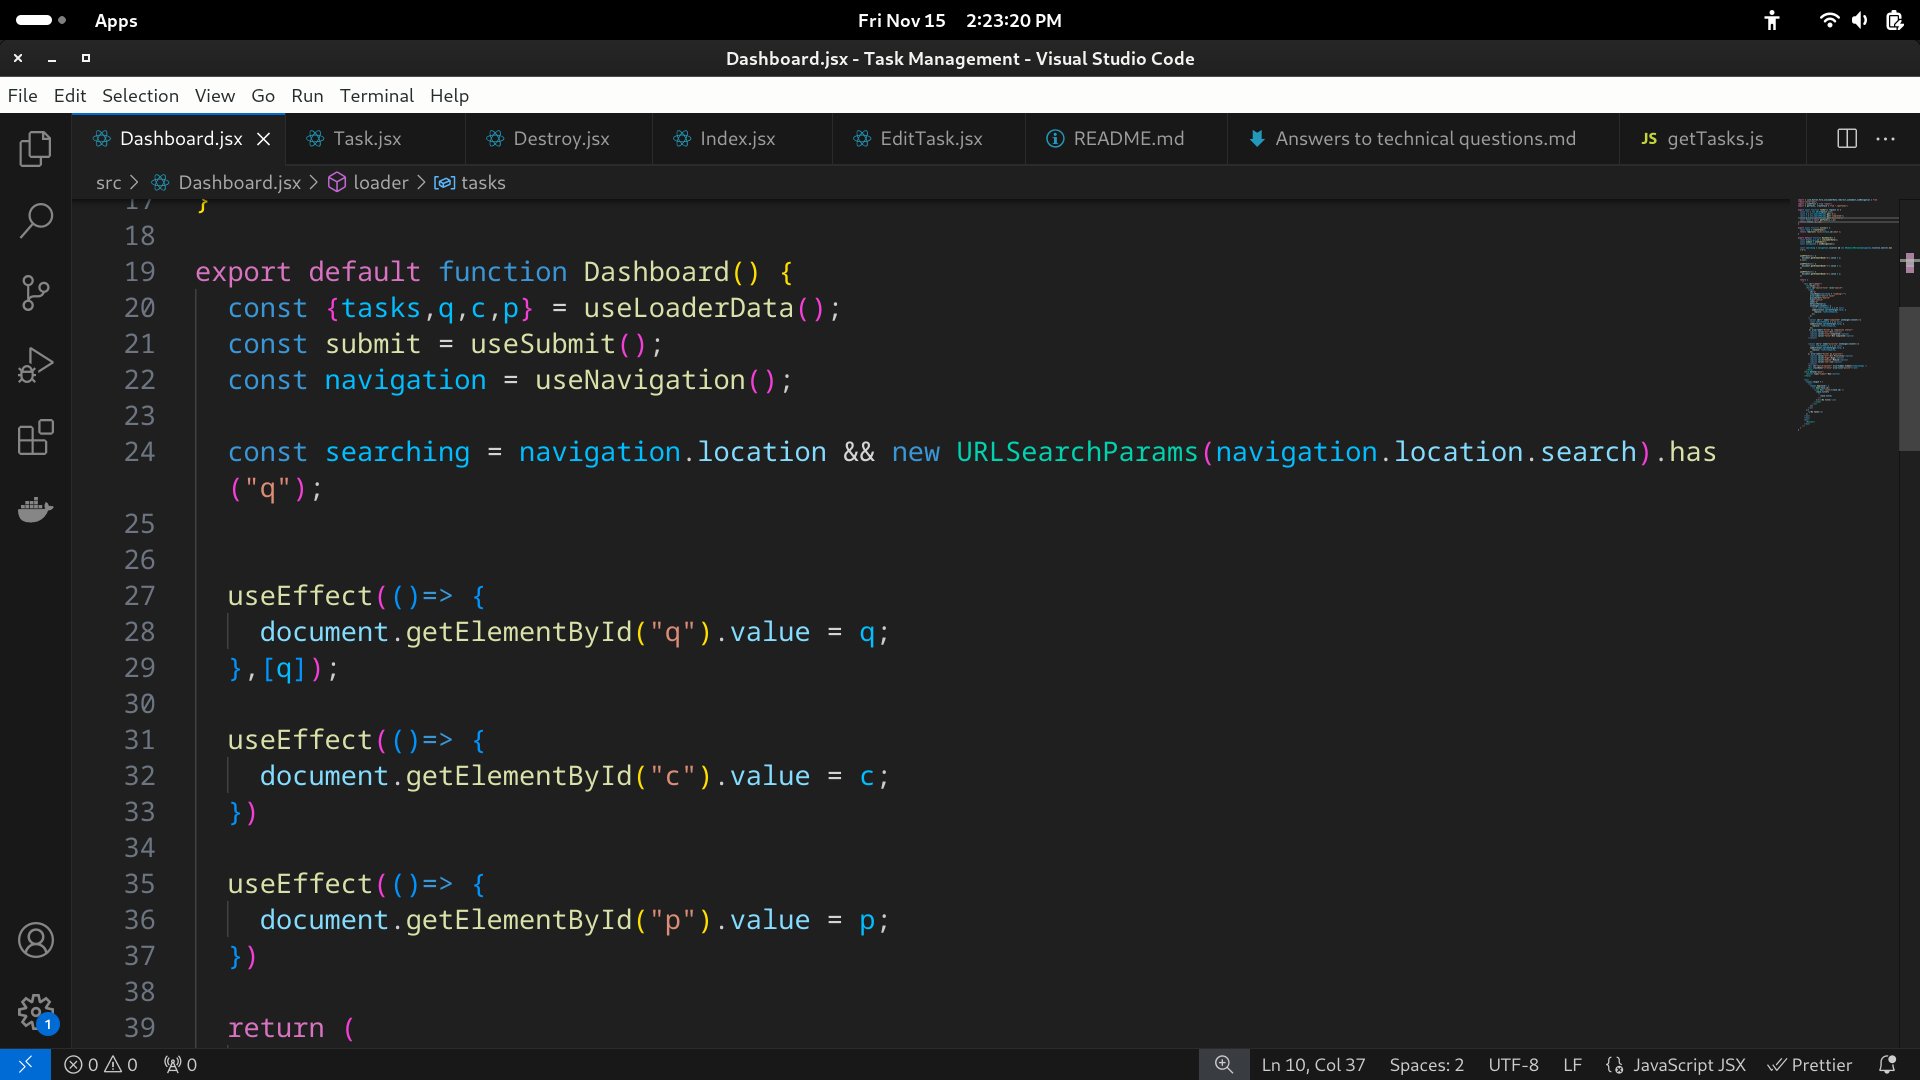 Apps
Fri Nov 15 2:23:20 PM
Dashboard.jsx - Task Management - Visual Studio Code
File Edit Selection View Go Run Terminal Help
Dashboard.jsx Task.jsx Destroy.jsx Index.jsx EditTask.jsx README.md Answers to technical questions.md JS getTasks.js
src > Dashboard.jsx > loader > tasks
17 }
18
19 export default function Dashboard() {
20 const {tasks,q,c,p} = useLoaderData();
21 const submit = useSubmit();
22 const navigation = useNavigation();
23
24 const searching = navigation.location && new URLSearchParams(navigation.location.search).has
("q");
25
26
27 useEffect(()=> {
28 document.getElementById("q").value = q;
29 },[q]);
30
31 useEffect(()=> {
32 document.getElementById("c").value = c;
33 })
34
35 useEffect(()=> {
36 document.getElementById("p").value = p;
37 })
38
39 return (
1
0 0 0 Ln 10, Col 37 Spaces: 2 UTF-8 LF JavaScript JSX Prettier